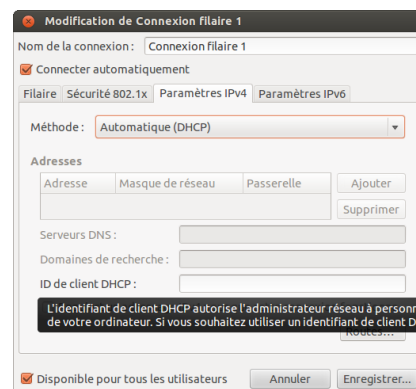 Modification de Connexion filaire 1
Nom de la connexion : Connexion filaire 1
Connecter automatiquement
Filaire Sécurité 802.1x Paramètres IPv4 Paramètres IPv6
Méthode : Automatique (DHCP)
Adresses
Adresse Masque de réseau Passerelle Ajouter
Supprimer
Serveurs DNS :
Domaines de recherche :
ID de client DHCP :
L'identifiant de client DHCP autorise l'administrateur réseau à personn
de votre ordinateur. Si vous souhaitez utiliser un identifiant de client D
Routes...
Disponible pour tous les utilisateurs Annuler Enregistrer...